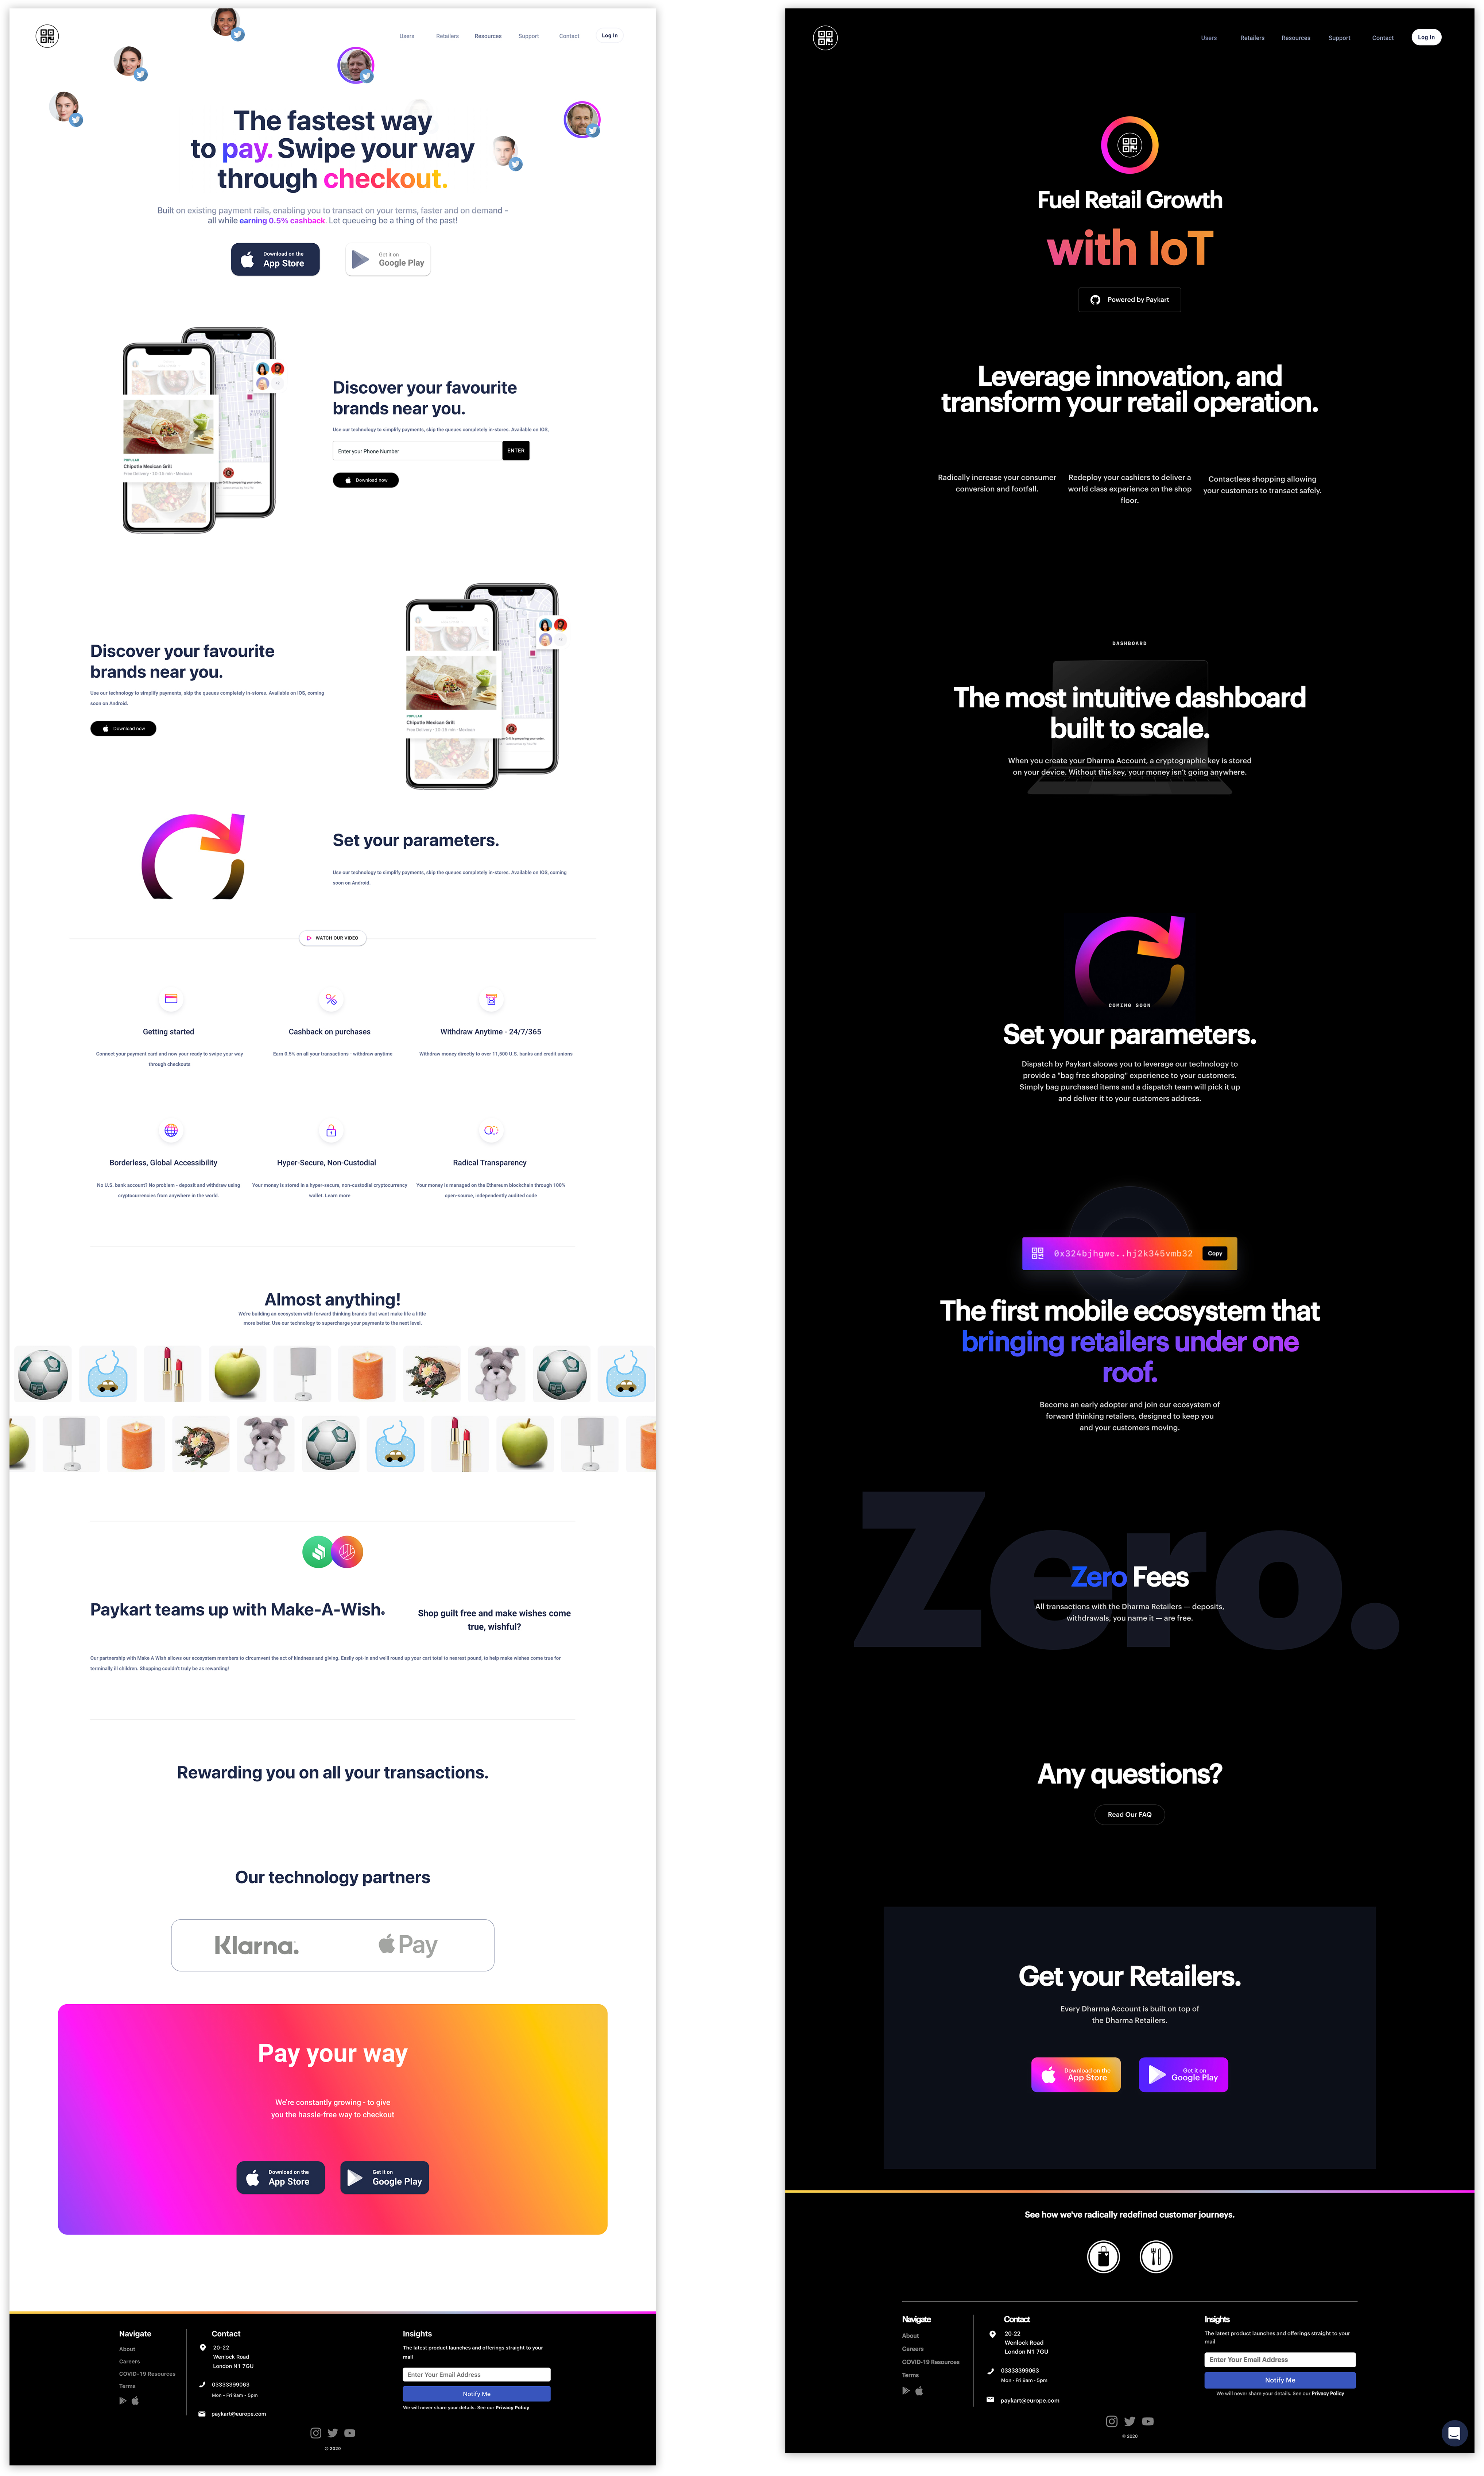 Users
Retailers
Resources
Support
Contact
Log In
The fastest way
to pay. Swipe your way
through checkout.
Built on existing payment rails, enabling you to transact on your terms, faster and on demand -
all while earning 0.5% cashback. Let queueing be a thing of the past!
Download on the
App Store
Get it on
Google Play
POPULAR
Chipotle Mexican Grill
Free Delivery · 10-15 min · Mexican
Discover your favourite
brands near you.
Use our technology to simplify payments, skip the queues completely in-stores. Available on IOS,
Enter your Phone Number
ENTER
Download now
Discover your favourite
brands near you.
Use our technology to simplify payments, skip the queues completely in-stores. Available on IOS, coming
soon on Android.
Download now
POPULAR
Chipotle Mexican Grill
Free Delivery · 10-15 min · Mexican
Set your parameters.
Use our technology to simplify payments, skip the queues completely in-stores. Available on IOS, coming
soon on Android.
WATCH OUR VIDEO
Getting started
Connect your payment card and now your ready to swipe your way
through checkouts
Cashback on purchases
Earn 0.5% on all your transactions - withdraw anytime
Withdraw Anytime - 24/7/365
Withdraw money directly to over 11,500 U.S. banks and credit unions
Borderless, Global Accessibility
No U.S. bank account? No problem - deposit and withdraw using
cryptocurrencies from anywhere in the world.
Hyper-Secure, Non-Custodial
Your money is stored in a hyper-secure, non-custodial cryptocurrency
wallet. Learn more
Radical Transparency
Your money is managed on the Ethereum blockchain through 100%
open-source, independently audited code
Almost anything!
We're building an ecosystem with forward thinking brands that want make life a little
more better. Use our technology to supercharge your payments to the next level.
Paykart teams up with Make-A-Wish®
Shop guilt free and make wishes come
true, wishful?
Our partnership with Make A Wish allows our ecosystem members to circumvent the act of kindness and giving. Easily opt-in and we'll round up your cart total to nearest pound, to help make wishes come true for
terminally ill children. Shopping couldn't truly be as rewarding!
Rewarding you on all your transactions.
Our technology partners
Klarna.
Pay
Pay your way
We're constantly growing - to give
you the hassle-free way to checkout
Download on the
App Store
Get it on
Google Play
Navigate
About
Careers
COVID-19 Resources
Terms
Contact
20-22
Wenlock Road
London N1 7GU
03333399063
Mon - Fri 9am - 5pm
paykart@europe.com
Insights
The latest product launches and offerings straight to your
mail
Enter Your Email Address
Notify Me
We will never share your details. See our Privacy Policy
© 2020
Users
Retailers
Resources
Support
Contact
Log In
Fuel Retail Growth
with IoT
Powered by Paykart
Leverage innovation, and
transform your retail operation.
Radically increase your consumer
conversion and footfall.
Redeploy your cashiers to deliver a
world class experience on the shop
floor.
Contactless shopping allowing
your customers to transact safely.
DASHBOARD
The most intuitive dashboard
built to scale.
When you create your Dharma Account, a cryptographic key is stored
on your device. Without this key, your money isn't going anywhere.
COMING SOON
Set your parameters.
Dispatch by Paykart allows you to leverage our technology to
provide a "bag free shopping" experience to your customers.
Simply bag purchased items and a dispatch team will pick it up
and deliver it to your customers address.
0x324bjhgwe..hj2k345vmb32
Copy
The first mobile ecosystem that
bringing retailers under one
roof.
Become an early adopter and join our ecosystem of
forward thinking retailers, designed to keep you
and your customers moving.
Zero.
Zero Fees
All transactions with the Dharma Retailers — deposits,
withdrawals, you name it — are free.
Any questions?
Read Our FAQ
Get your Retailers.
Every Dharma Account is built on top of
the Dharma Retailers.
Download on the
App Store
Get it on
Google Play
See how we've radically redefined customer journeys.
Navigate
About
Careers
COVID-19 Resources
Terms
Contact
20-22
Wenlock Road
London N1 7GU
03333399063
Mon - Fri 9am - 5pm
paykart@europe.com
Insights
The latest product launches and offerings straight to your
mail
Enter Your Email Address
Notify Me
We will never share your details. See our Privacy Policy
© 2020